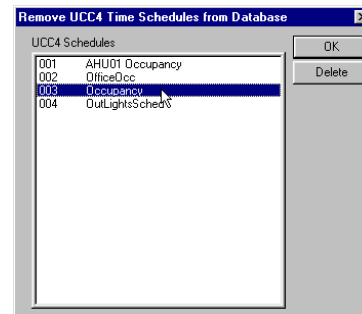 Remove UCC4 Time Schedules from Database
UCC4 Schedules
OK
Delete
001 AHU01 Occupancy
002 OfficeOcc
003 Occupancy
004 OutLightsSched